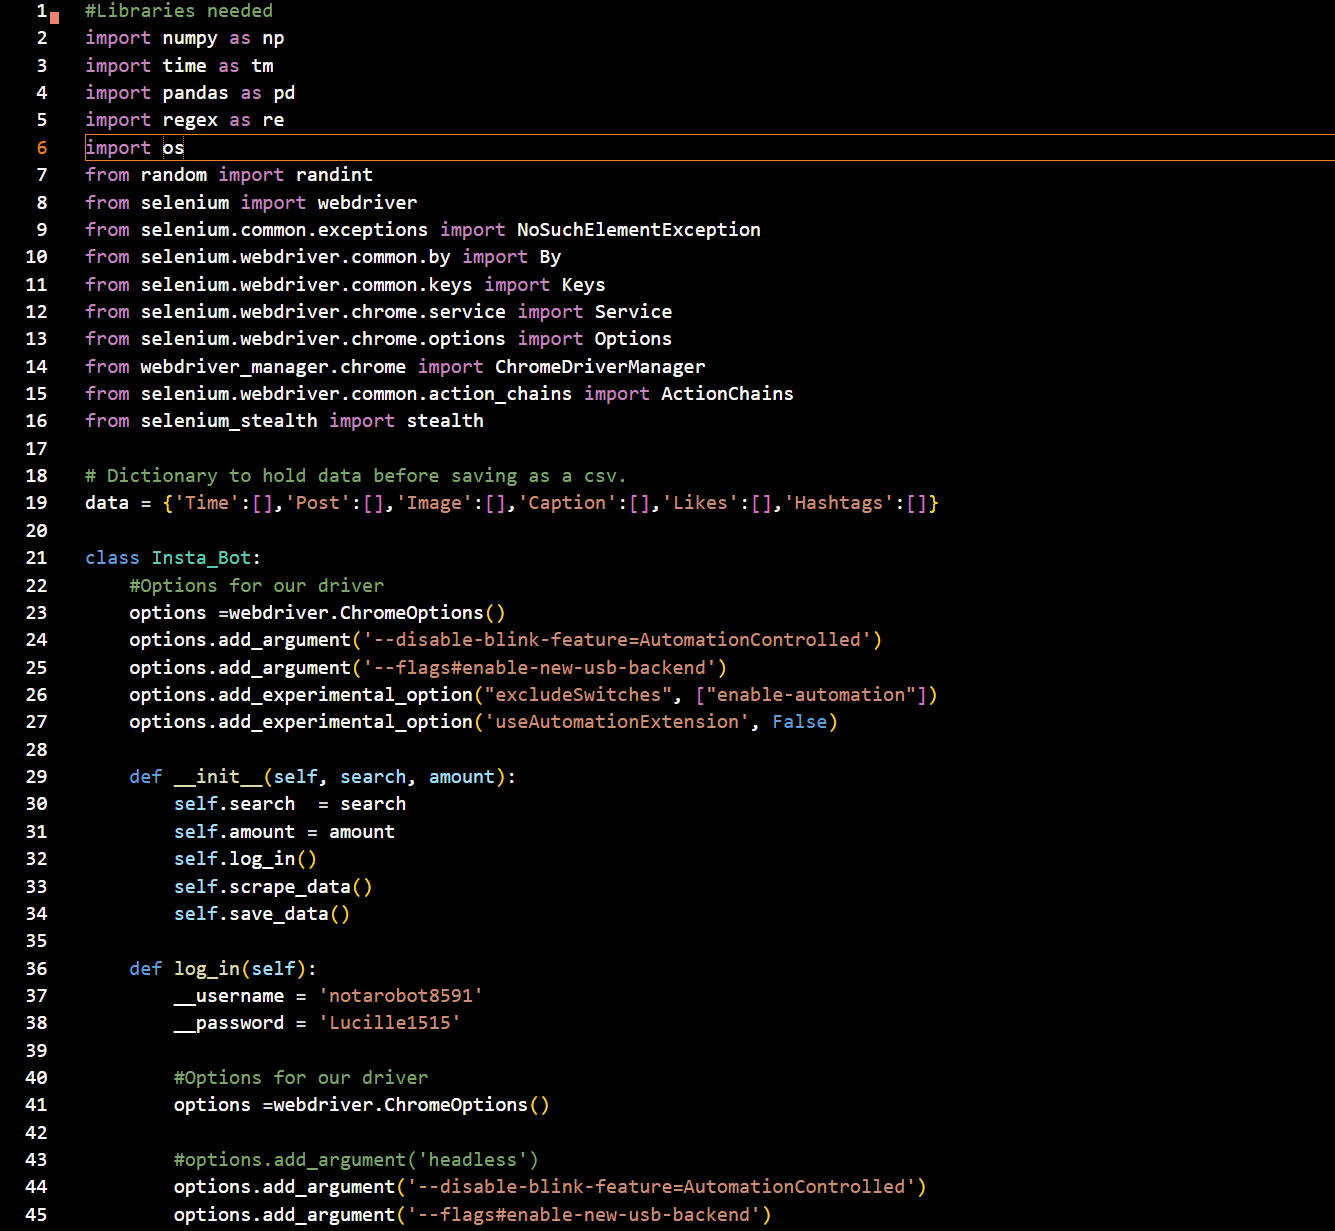 1 #Libraries needed
2 import numpy as np
3 import time as tm
4 import pandas as pd
5 import regex as re
6 import os
7 from random import randint
8 from selenium import webdriver
9 from selenium.common.exceptions import NoSuchElementException
10 from selenium.webdriver.common.by import By
11 from selenium.webdriver.common.keys import Keys
12 from selenium.webdriver.chrome.service import Service
13 from selenium.webdriver.chrome.options import Options
14 from webdriver_manager.chrome import ChromeDriverManager
15 from selenium.webdriver.common.action_chains import ActionChains
16 from selenium_stealth import stealth
17
18 # Dictionary to hold data before saving as a csv.
19 data = {'Time':[],'Post':[],'Image':[],'Caption':[],'Likes':[],'Hashtags':[]}
20
21 class Insta_Bot:
22     #Options for our driver
23     options =webdriver.ChromeOptions()
24     options.add_argument('--disable-blink-feature=AutomationControlled')
25     options.add_argument('--flags#enable-new-usb-backend')
26     options.add_experimental_option("excludeSwitches", ["enable-automation"])
27     options.add_experimental_option('useAutomationExtension', False)
28
29     def __init__(self, search, amount):
30         self.search  = search
31         self.amount = amount
32         self.log_in()
33         self.scrape_data()
34         self.save_data()
35
36     def log_in(self):
37         __username = 'notarobot8591'
38         __password = 'Lucille1515'
39
40         #Options for our driver
41         options =webdriver.ChromeOptions()
42
43         #options.add_argument('headless')
44         options.add_argument('--disable-blink-feature=AutomationControlled')
45         options.add_argument('--flags#enable-new-usb-backend')